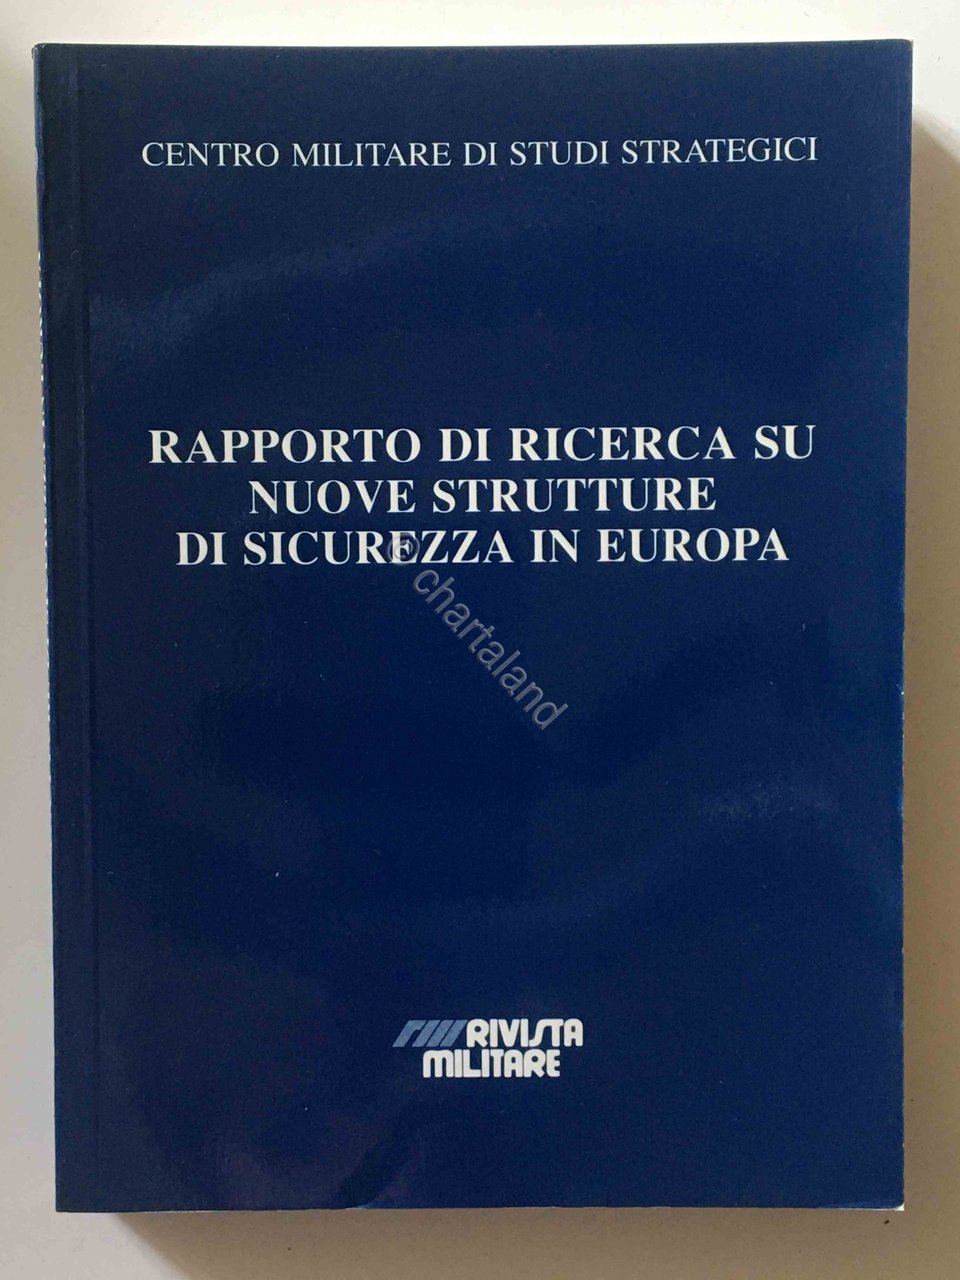 CENTRO MILITARE DI STUDI STRATEGICI
RAPPORTO DI RICERCA SU
NUOVE STRUTTURE
DI SICUREZZA IN EUROPA
© chartaland
RIVISTA
MILITARE